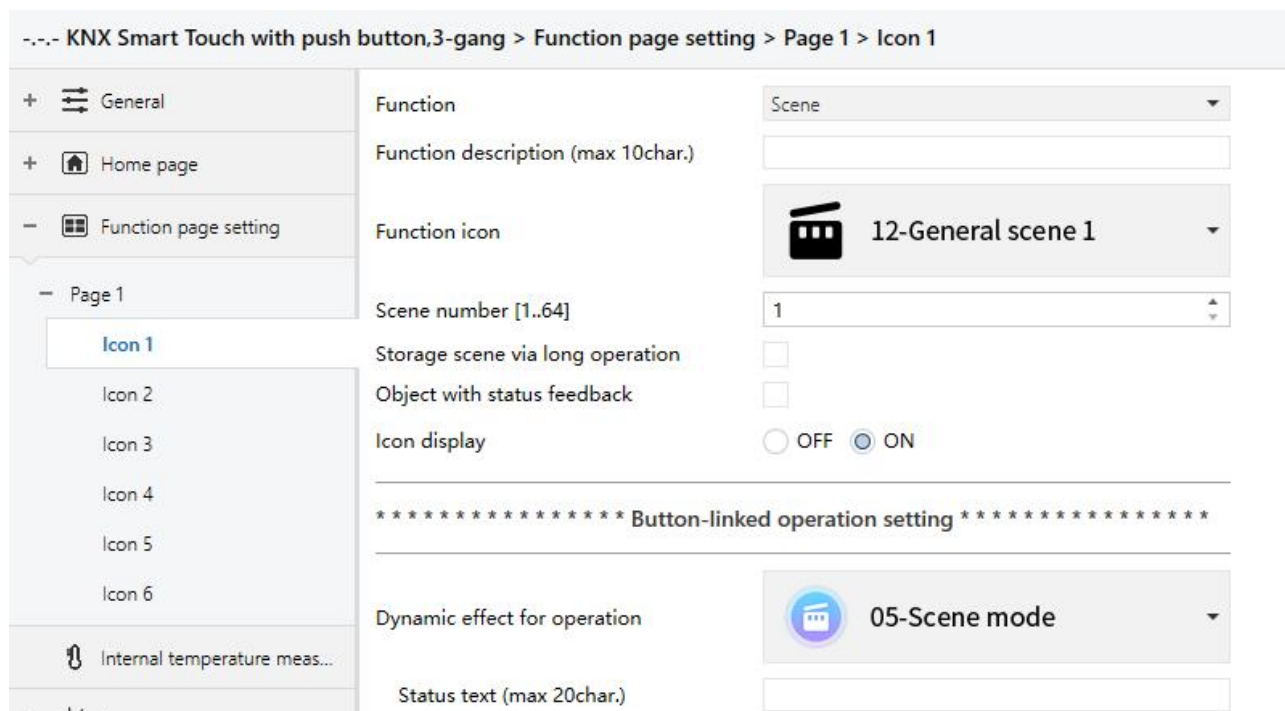 -.-.- KNX Smart Touch with push button,3-gang > Function page setting > Page 1 > Icon 1
+ General
+ Home page
− Function page setting
− Page 1
Icon 1
Icon 2
Icon 3
Icon 4
Icon 5
Icon 6
Internal temperature meas...
Function
Scene
Function description (max 10char.)
Function icon
12-General scene 1
Scene number [1..64]
1
Storage scene via long operation
Object with status feedback
Icon display
OFF ON
* * * * * * * * * * * * * * * * Button-linked operation setting * * * * * * * * * * * * * * * *
Dynamic effect for operation
05-Scene mode
Status text (max 20char.)